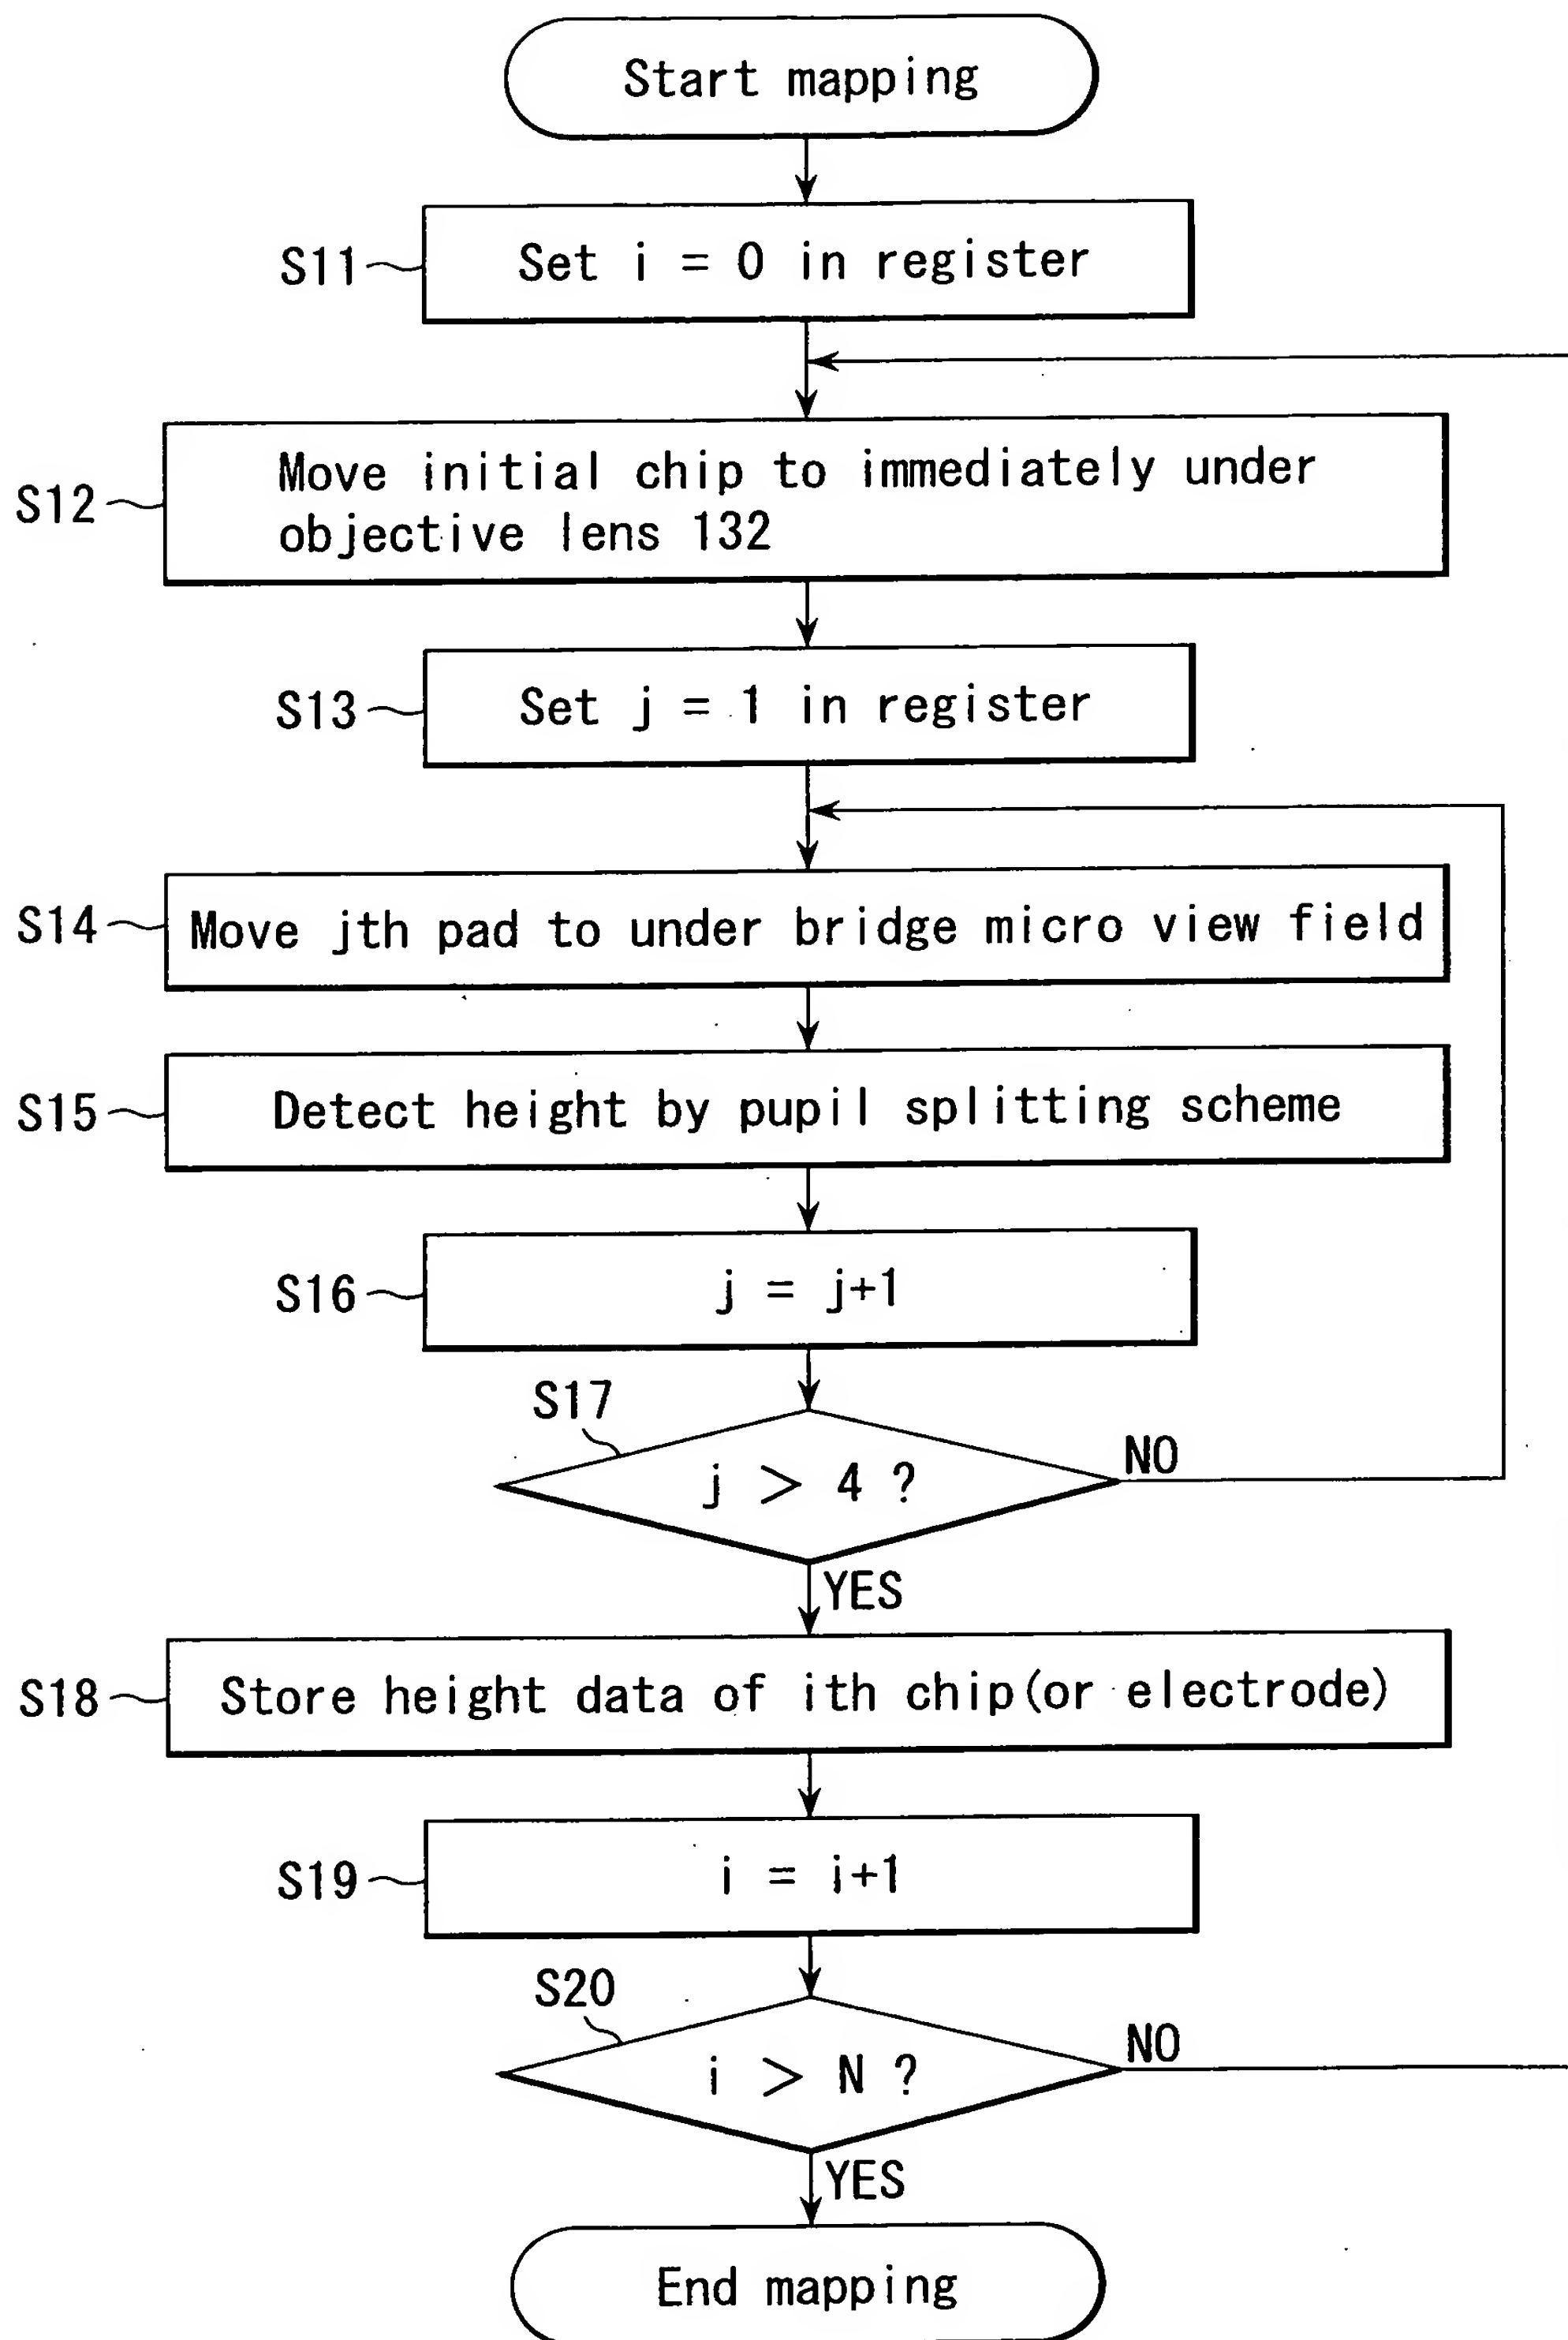 Start mapping
S11
Set i = 0 in register
S12
Move initial chip to immediately under
objective lens 132
S13
Set j = 1 in register
S14
Move jth pad to under bridge micro view field
S15
Detect height by pupil splitting scheme
S16
j = j+1
S17
j > 4 ?
NO
YES
S18
Store height data of ith chip(or electrode)
S19
i = i+1
S20
i > N ?
NO
YES
End mapping